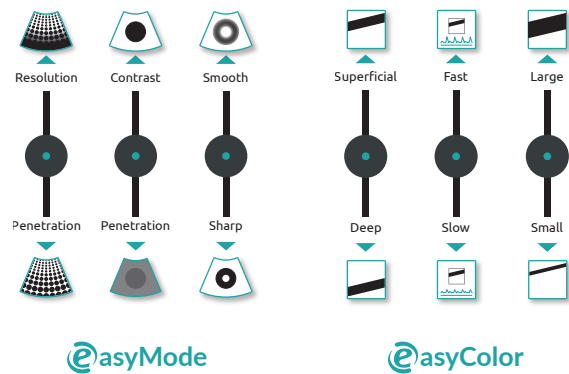 Resolution Contrast Smooth Superficial Fast Large
Penetration Penetration Sharp Deep Slow Small
easyMode easyColor